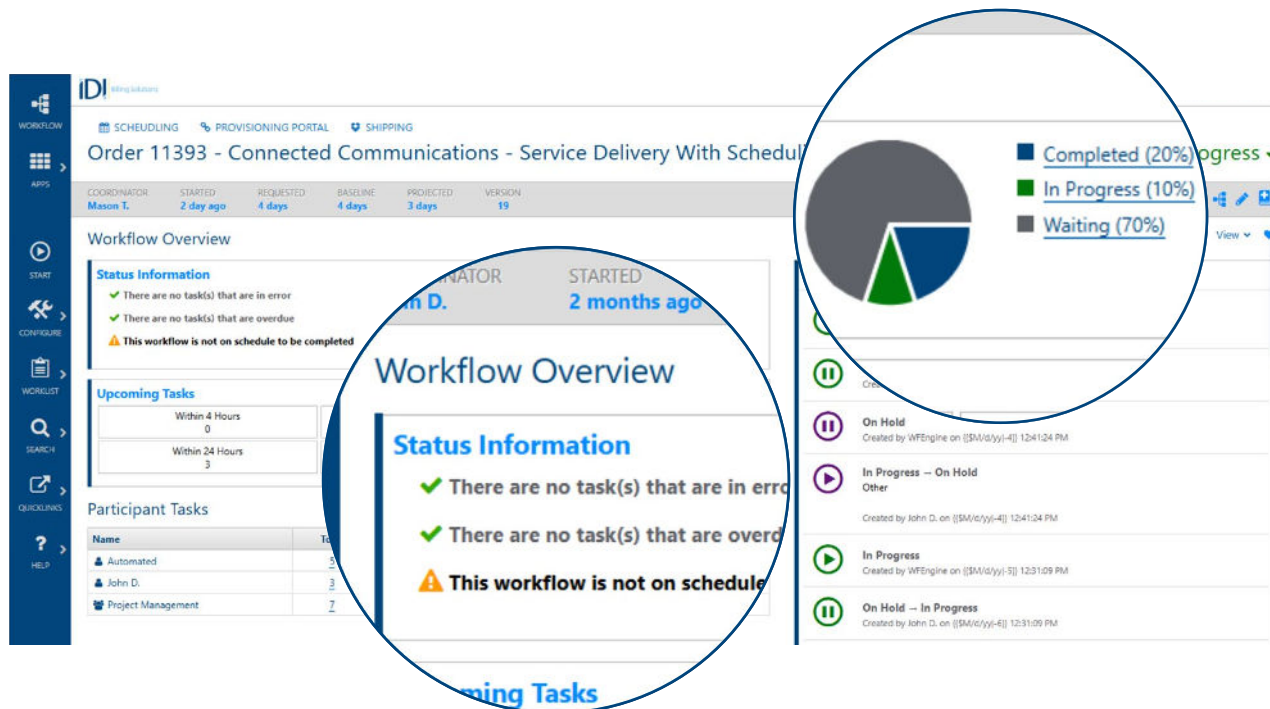 iDI Billing Solutions
WORKFLOW
APPS
START
CONFIGURE
WORKLIST
SEARCH
QUICKLINKS
HELP
SCHEUDLING PROVISIONING PORTAL SHIPPING
Order 11393 - Connected Communications - Service Delivery With Scheduli
ogress
COORDINATOR STARTED REQUESTED BASELINE PROJECTED VERSION
Mason T. 2 day ago 4 days 4 days 3 days 19
View
Workflow Overview
Status Information
There are no task(s) that are in error
There are no task(s) that are overdue
This workflow is not on schedule to be completed
Upcoming Tasks
Within 4 Hours
0
Within 24 Hours
3
Participant Tasks
Name To
Automated 5
John D. 3
Project Management 7
NATOR STARTED
n D. 2 months ago
Workflow Overview
Status Information
There are no task(s) that are in erro
There are no task(s) that are overd
This workflow is not on schedule
ming Tasks
Completed (20%)
In Progress (10%)
Waiting (70%)
Crea
On Hold
Created by WFEngine on {{$M/d/yy|-4}} 12:41:24 PM
In Progress – On Hold
Other
Created by John D. on {{$M/d/yy|-4}} 12:41:24 PM
In Progress
Created by WFEngine on {{$M/d/yy|-5}} 12:31:09 PM
On Hold – In Progress
Created by John D. on {{$M/d/yy|-6}} 12:31:09 PM